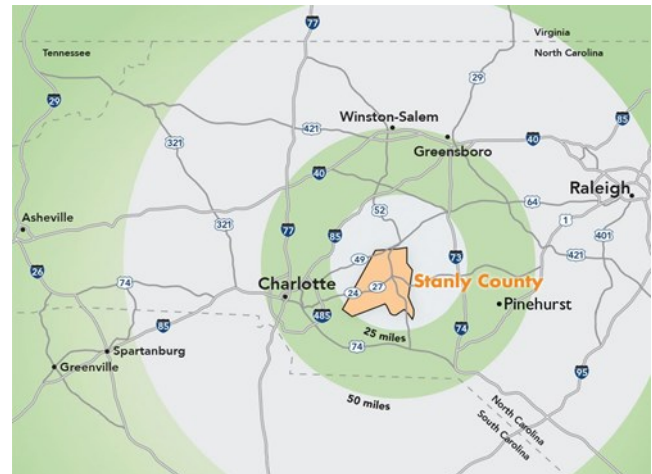 77
Virginia
Tennessee
North Carolina
29
29
Winston-Salem
85
421
321
Greensboro
40
40
Raleigh
52
64
1
321
77
85
401
Asheville
49
73
421
26
74
Charlotte
24
27
Stanly County
485
Pinehurst
85
74
25 miles
74
Spartanburg
Greenville
95
50 miles
North Carolina
South Carolina